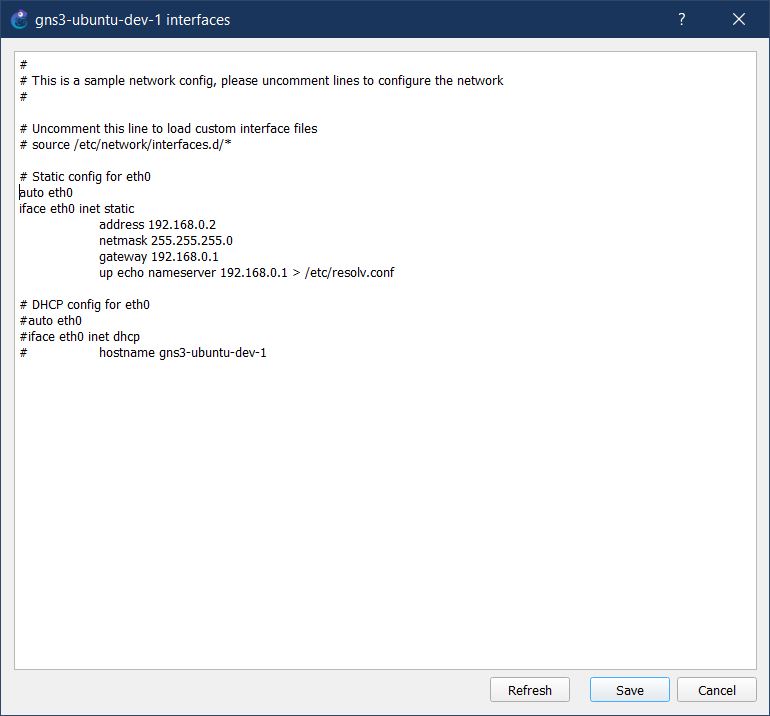 gns3-ubuntu-dev-1 interfaces ?
#
# This is a sample network config, please uncomment lines to configure the network
#
# Uncomment this line to load custom interface files
# source /etc/network/interfaces.d/*
# Static config for eth0
auto eth0
iface eth0 inet static
address 192.168.0.2
netmask 255.255.255.0
gateway 192.168.0.1
up echo nameserver 192.168.0.1 > /etc/resolv.conf
# DHCP config for eth0
#auto eth0
#iface eth0 inet dhcp
# hostname gns3-ubuntu-dev-1
Refresh Save Cancel